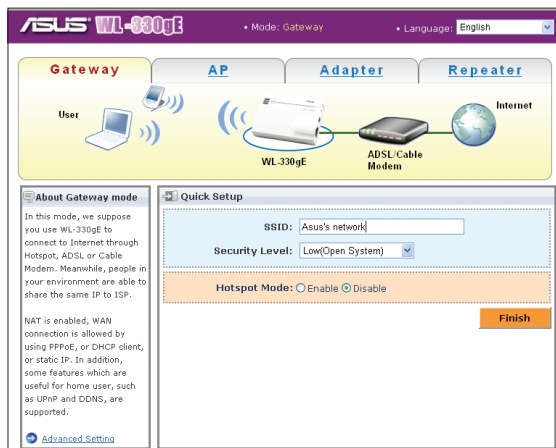 ASUS WL-330gE
• Mode: Gateway
• Language: English
Gateway
AP
Adapter
Repeater
User
Internet
WL-330gE
ADSL/Cable
Modem
About Gateway mode
In this mode, we suppose
you use WL-330gE to
connect to Internet through
Hotspot, ADSL or Cable
Modem. Meanwhile, people in
your environment are able to
share the same IP to ISP.
NAT is enabled, WAN
connection is allowed by
using PPPoE, or DHCP client,
or static IP. In addition,
some features which are
useful for home user, such
as UPnP and DDNS, are
supported.
Advanced Setting
Quick Setup
SSID: Asus's network
Security Level: Low(Open System)
Hotspot Mode: Enable Disable
Finish